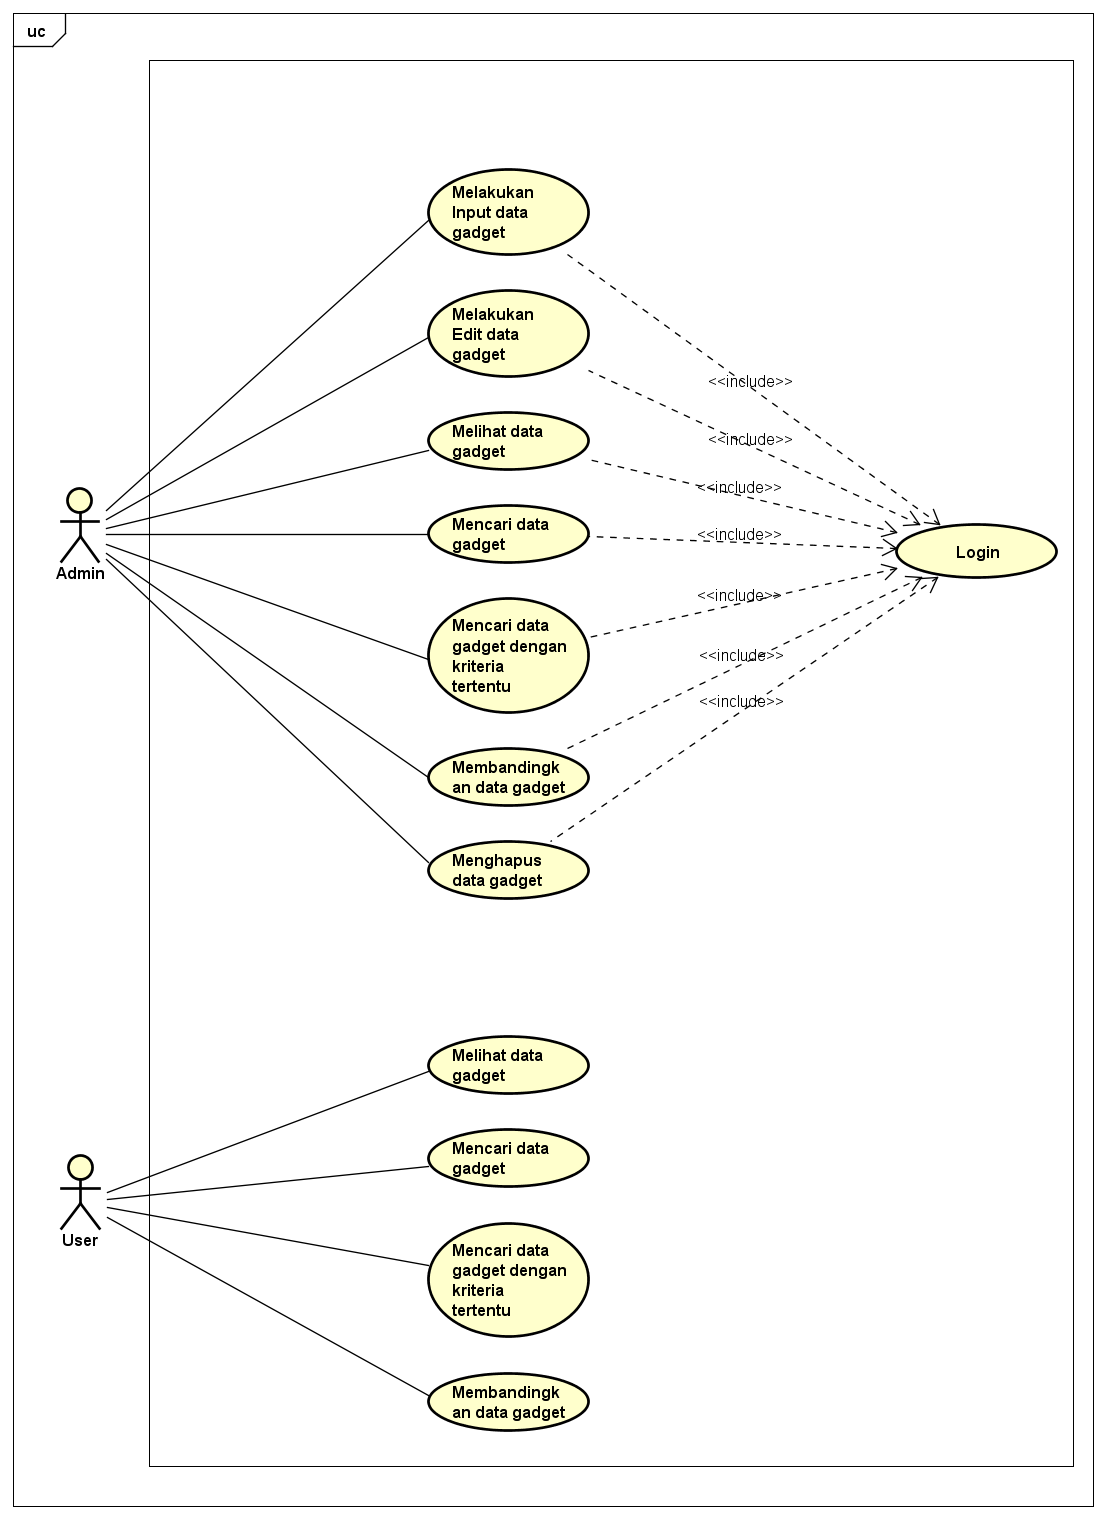 uc
Melakukan
Input data
gadget
Melakukan
Edit data
gadget
<<include>>
<<include>>
Melihat data
gadget
<<include>>
Admin
Mencari data
gadget
<<include>>
Login
Mencari data
gadget dengan
kriteria
tertentu
<<include>>
<<include>>
<<include>>
Membandingk
an data gadget
Menghapus
data gadget
Melihat data
gadget
Mencari data
gadget
User
Mencari data
gadget dengan
kriteria
tertentu
Membandingk
an data gadget